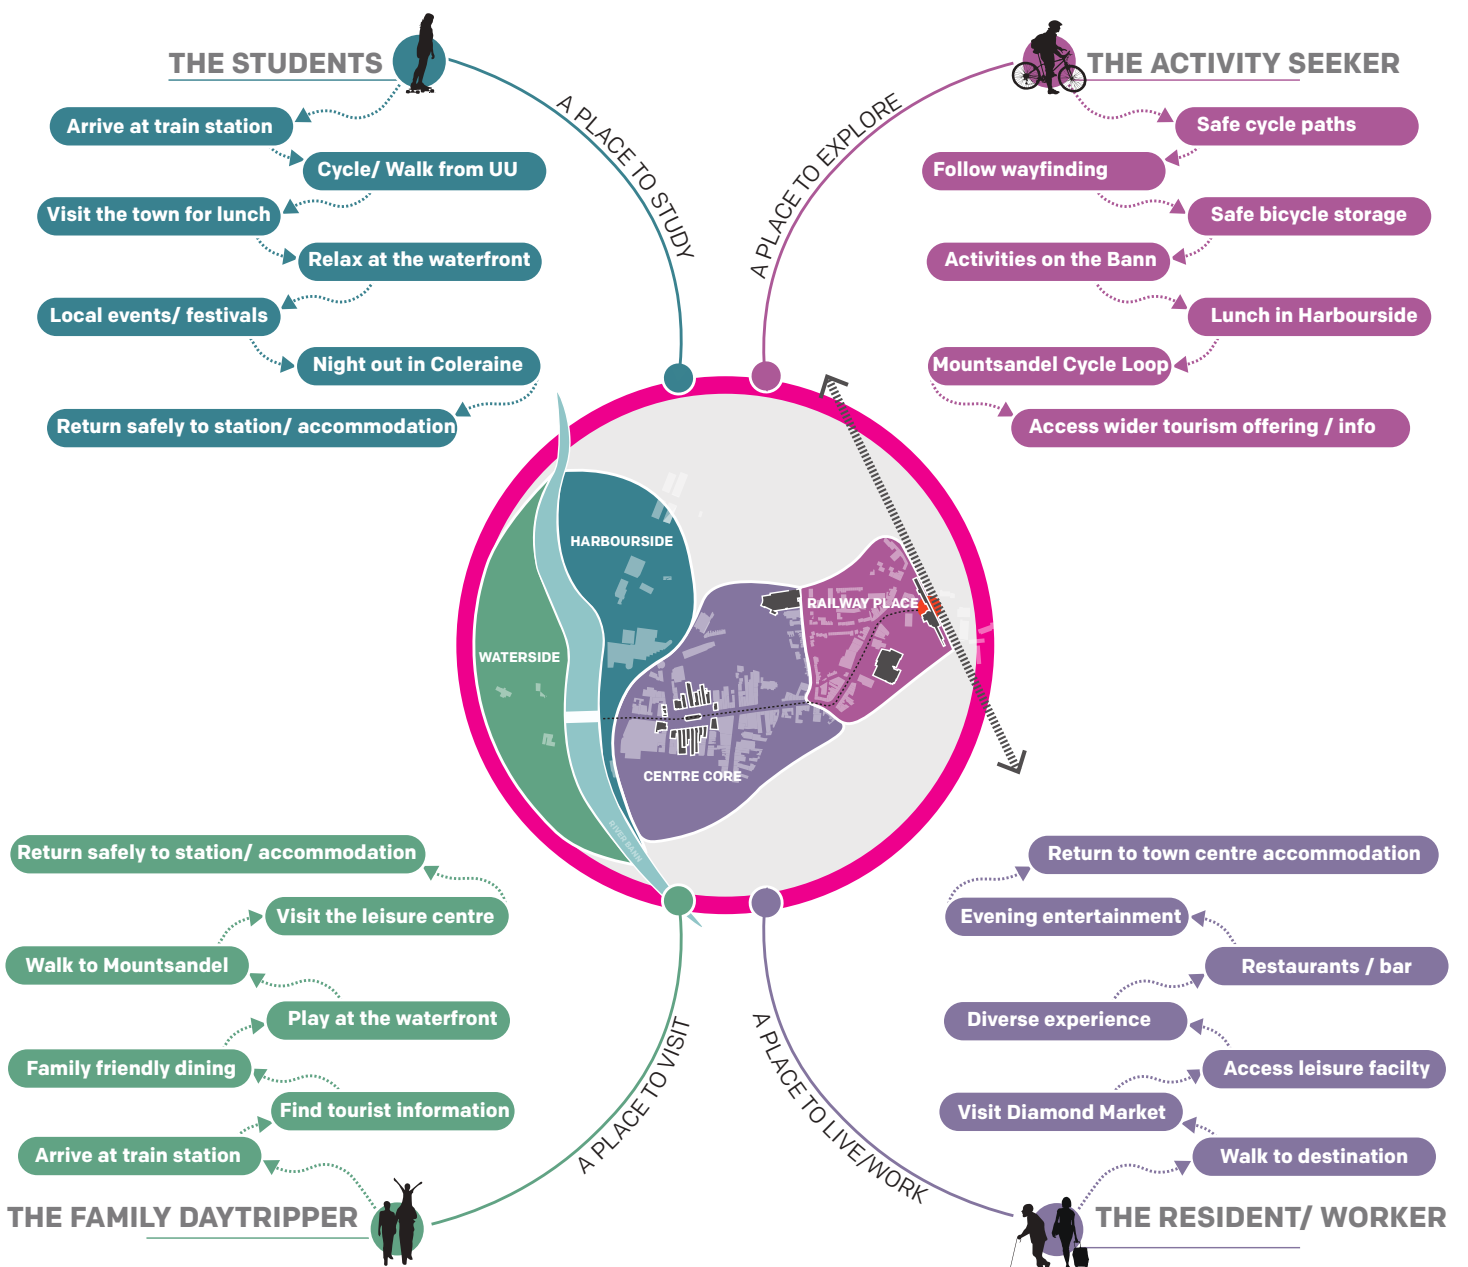 THE STUDENTS
Arrive at train station
Cycle/ Walk from UU
Visit the town for lunch
Relax at the waterfront
Local events/ festivals
Night out in Coleraine
Return safely to station/ accommodation
A PLACE TO STUDY
THE ACTIVITY SEEKER
Safe cycle paths
Follow wayfinding
Safe bicycle storage
Activities on the Bann
Lunch in Harbourside
Mountsandel Cycle Loop
Access wider tourism offering / info
A PLACE TO EXPLORE
HARBOURSIDE
RAILWAY PLACE
WATERSIDE
CENTRE CORE
RIVER BANN
Return safely to station/ accommodation
Visit the leisure centre
Walk to Mountsandel
Play at the waterfront
Family friendly dining
Find tourist information
Arrive at train station
THE FAMILY DAYTRIPPER
A PLACE TO VISIT
Return to town centre accommodation
Evening entertainment
Restaurants / bar
Diverse experience
Access leisure facilty
Visit Diamond Market
Walk to destination
THE RESIDENT/ WORKER
A PLACE TO LIVE/WORK